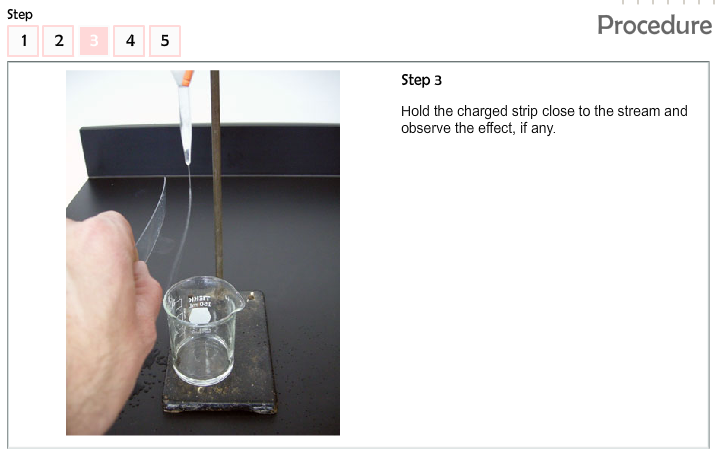 Step
Procedure
1 2 3 4 5
Step 3
Hold the charged strip close to the stream and
observe the effect, if any.